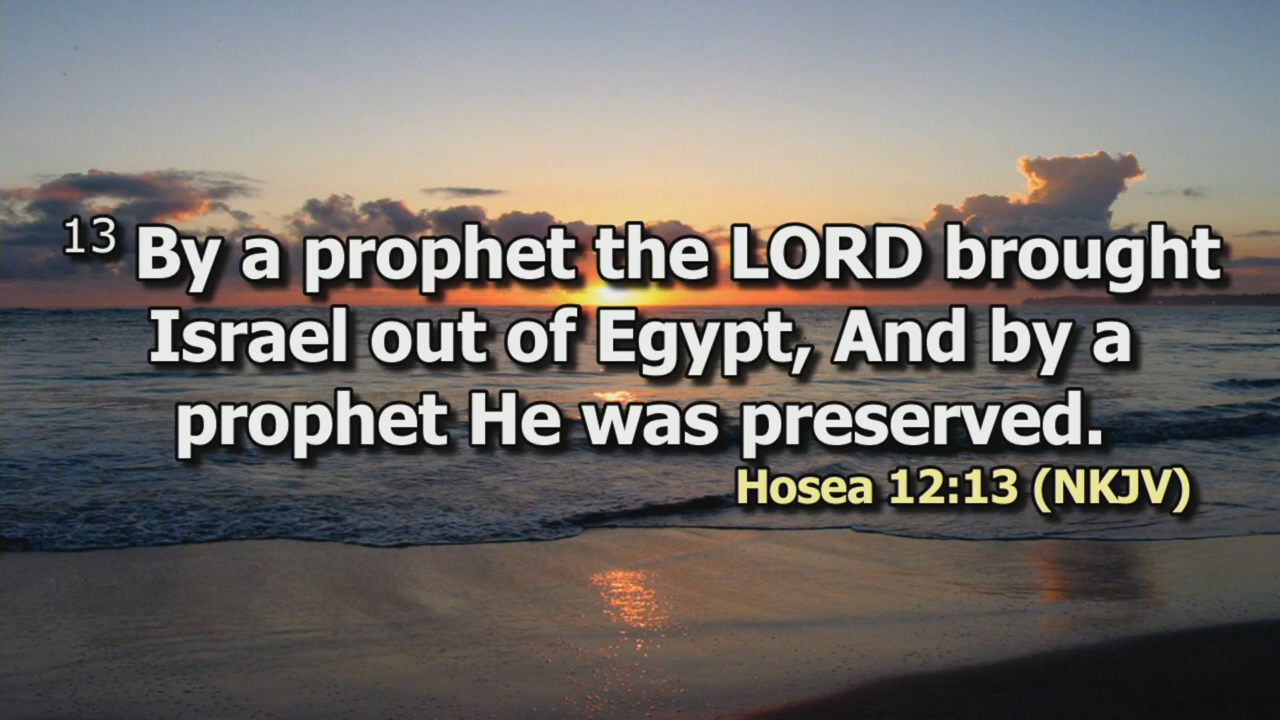 13 By a prophet the LORD brought
Israel out of Egypt, And by a
prophet He was preserved.
Hosea 12:13 (NKJV)